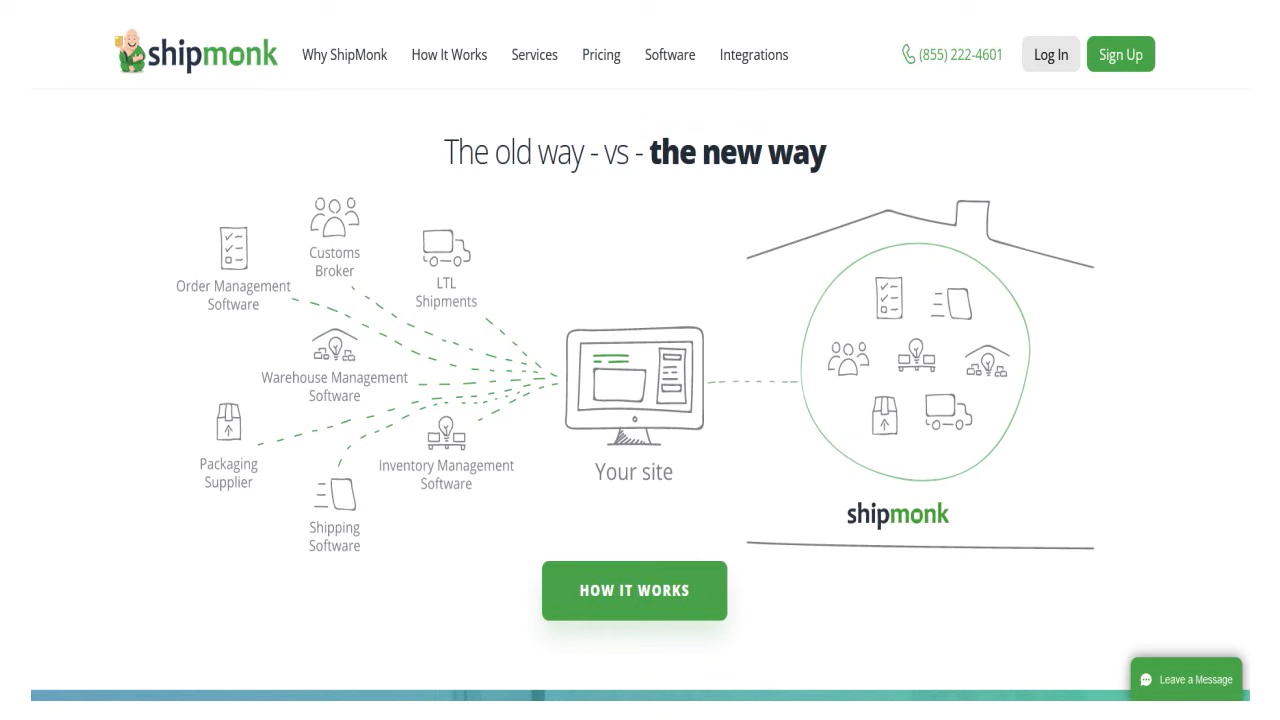 shipmonk
Why ShipMonk
How It Works
Services
Pricing
Software
Integrations
(855) 222-4601
Log In
Sign Up
The old way - vs - the new way
Customs
Broker
Order Management
Software
LTL
Shipments
Warehouse Management
Software
Packaging
Supplier
Inventory Management
Software
Shipping
Software
Your site
shipmonk
HOW IT WORKS
Leave a Message